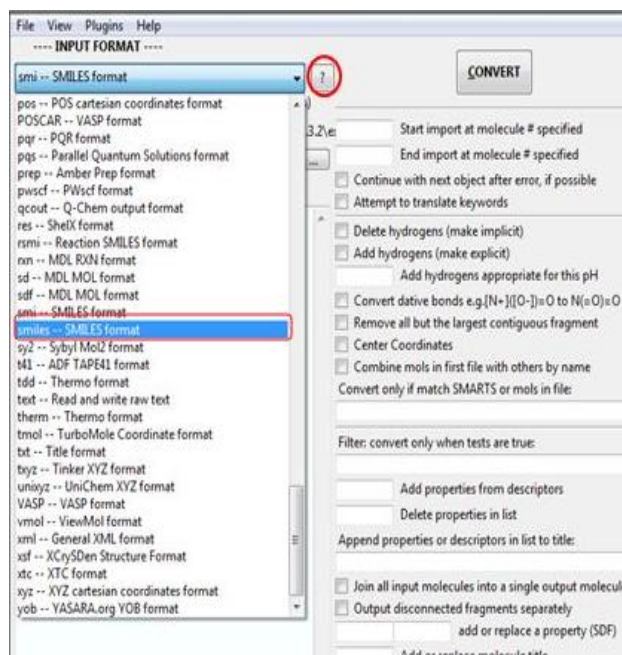 File View Plugins Help
---- INPUT FORMAT ----
smi -- SMILES format
?
CONVERT
pos -- POS cartesian coordinates format
POSCAR -- VASP format
pqr -- PQR format
pqs -- Parallel Quantum Solutions format
prep -- Amber Prep format
pwscf -- PWscf format
qcout -- Q-Chem output format
res -- ShelX format
rsmi -- Reaction SMILES format
rxn -- MDL RXN format
sd -- MDL MOL format
sdf -- MDL MOL format
smi -- SMILES format
smiles -- SMILES format
sy2 -- Sybyl Mol2 format
t41 -- ADF TAPE41 format
tdd -- Thermo format
text -- Read and write raw text
therm -- Thermo format
tmol -- TurboMole Coordinate format
txt -- Title format
txyz -- Tinker XYZ format
unixyz -- UniChem XYZ format
VASP -- VASP format
vmol -- ViewMol format
xml -- General XML format
xsf -- XCrySDen Structure Format
xtc -- XTC format
xyz -- XYZ cartesian coordinates format
yob -- YASARA.org YOB format
3.2\e
...
Start import at molecule # specified
End import at molecule # specified
Continue with next object after error, if possible
Attempt to translate keywords
Delete hydrogens (make implicit)
Add hydrogens (make explicit)
Add hydrogens appropriate for this pH
Convert dative bonds e.g.[N+]([O-])=O to N(=O)=O
Remove all but the largest contiguous fragment
Center Coordinates
Combine mols in first file with others by name
Convert only if match SMARTS or mols in file:
Filter: convert only when tests are true:
Add properties from descriptors
Delete properties in list
Append properties or descriptors in list to title:
Join all input molecules into a single output molecul
Output disconnected fragments separately
add or replace a property (SDF)
Add or replace molecule title